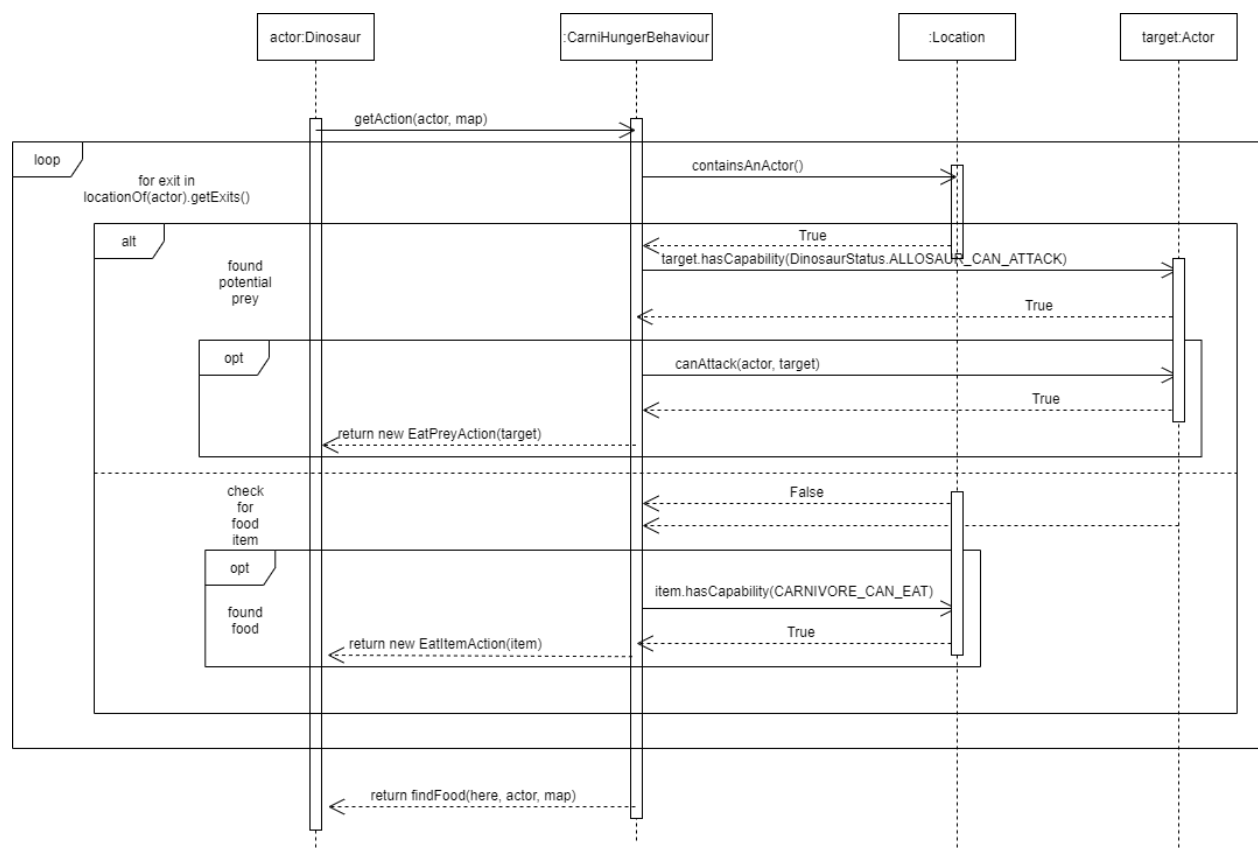 actor:Dinosaur
:CarniHungerBehaviour
:Location
target:Actor
getAction(actor, map)
loop
for exit in
locationOf(actor).getExits()
containsAnActor()
alt
True
found
potential
prey
target.hasCapability(DinosaurStatus.ALLOSAUR_CAN_ATTACK)
True
opt
canAttack(actor, target)
True
return new EatPreyAction(target)
check
for
food
item
False
opt
item.hasCapability(CARNIVORE_CAN_EAT)
found
food
True
return new EatItemAction(item)
return findFood(here, actor, map)